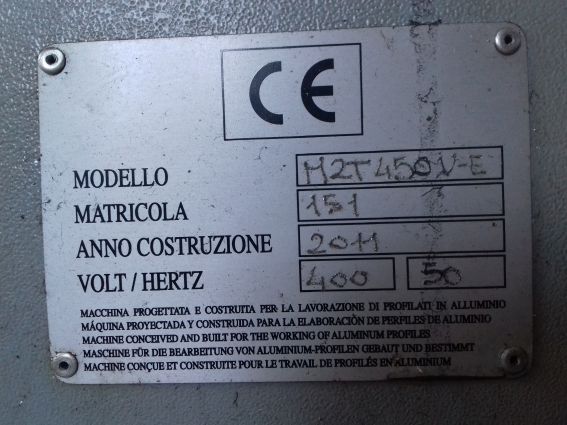 CE
MODELLO M2T450V-E
MATRICOLA 151
ANNO COSTRUZIONE 2011
VOLT / HERTZ 400 50
MACCHINA PROGETTATA E COSTRUITA PER LA LAVORAZIONE DI PROFILATI IN ALLUMINIO
MÁQUINA PROYECTADA Y CONSTRUIDA PARA LA ELABORACIÓN DE PERFILES DE ALUMINIO
MACHINE CONCEIVED AND BUILT FOR THE WORKING OF ALUMINUM PROFILES
MASCHINE FÜR DIE BEARBEITUNG VON ALUMINIUM-PROFILEN GEBAUT UND BESTIMMT
MACHINE CONÇUE ET CONSTRUITE POUR LE TRAVAIL DE PROFILÉS EN ALUMINIUM